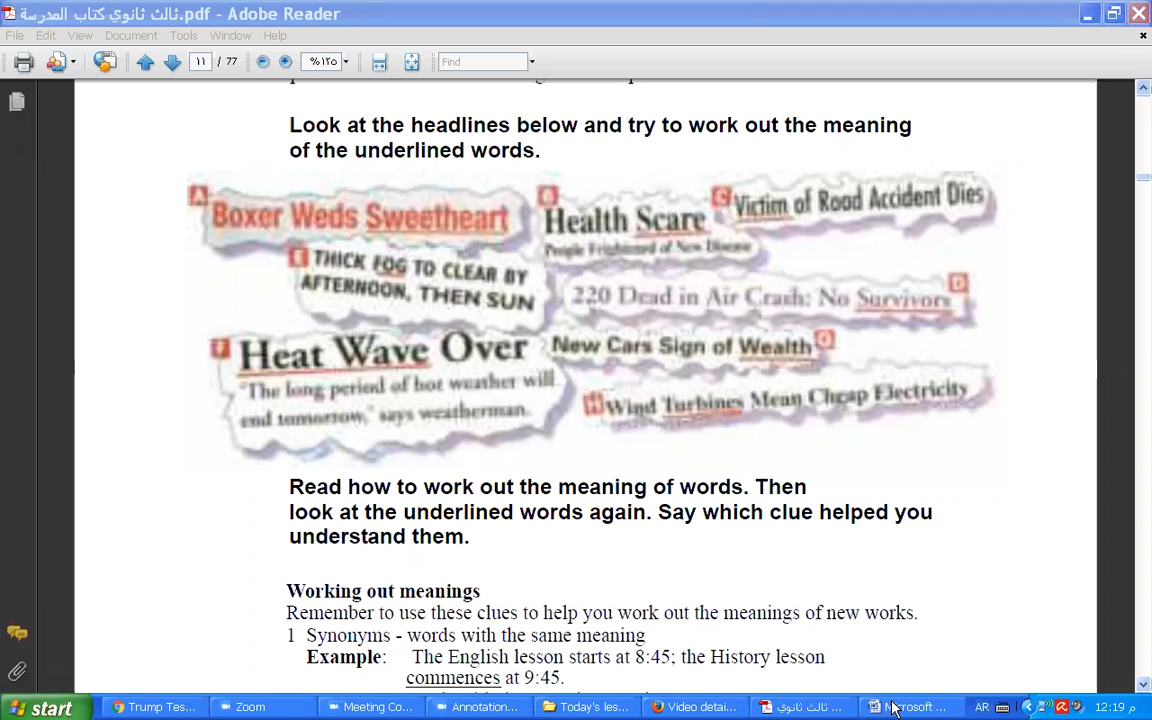 ثالث ثانوي كتاب المدرسة.pdf - Adobe Reader
File Edit View Document Tools Window Help
١١ / 77 %١٢٥ Find
Look at the headlines below and try to work out the meaning
of the underlined words.
A Boxer Weds Sweetheart
B Health Scare
People Frightened of New Disease
C Victim of Road Accident Dies
E THICK FOG TO CLEAR BY
AFTERNOON, THEN SUN
220 Dead in Air Crash: No Survivors D
F Heat Wave Over
"The long period of hot weather will
end tomorrow," says weatherman.
New Cars Sign of Wealth G
H Wind Turbines Mean Cheap Electricity
Read how to work out the meaning of words. Then
look at the underlined words again. Say which clue helped you
understand them.
Working out meanings
Remember to use these clues to help you work out the meanings of new works.
1 Synonyms - words with the same meaning
Example: The English lesson starts at 8:45; the History lesson
commences at 9:45.
start Trump Tes... Zoom Meeting Co... Annotation... Today's les... Video detai... ثالث ثانوي ... Microsoft ... AR 12:19 م